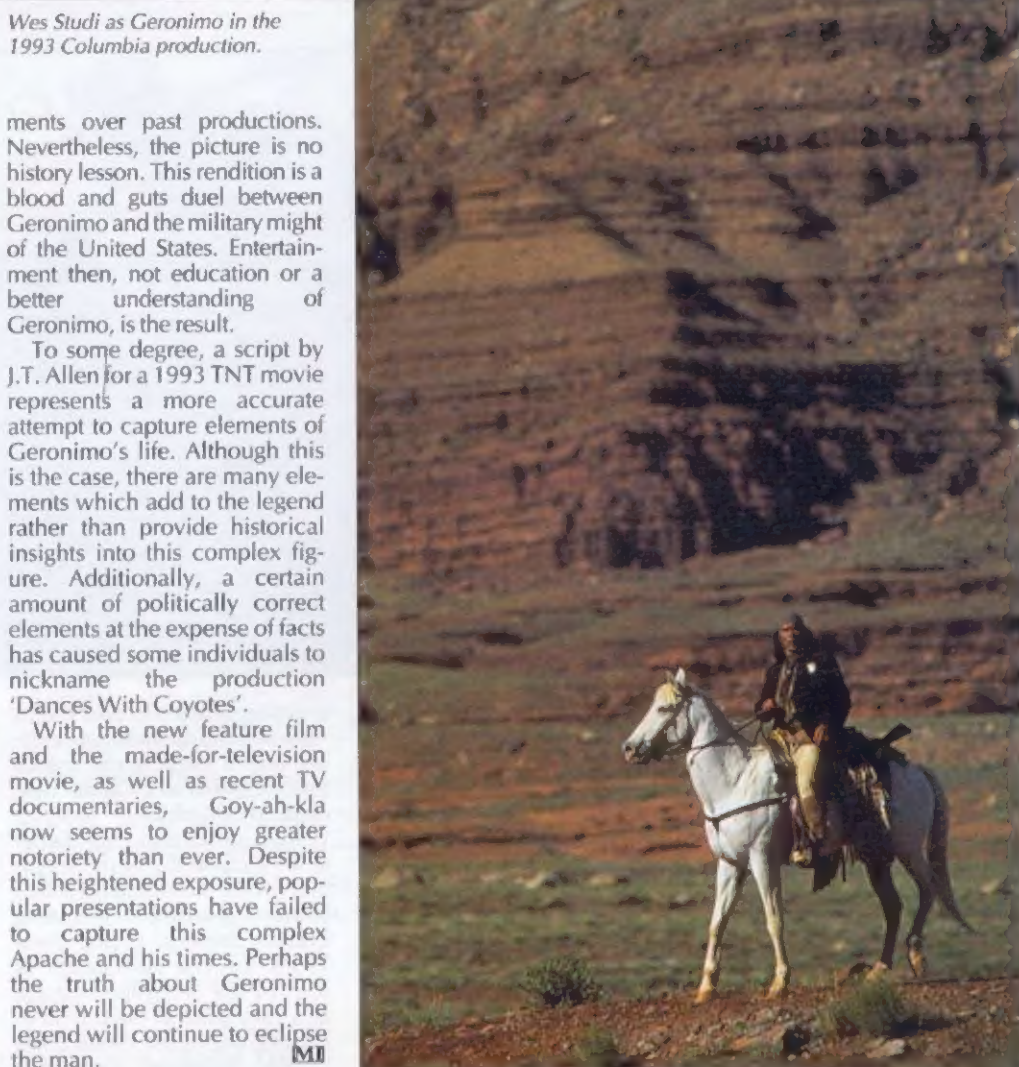 Wes Studi as Geronimo in the
1993 Columbia production.
ments over past productions.
Nevertheless, the picture is no
history lesson. This rendition is a
blood and guts duel between
Geronimo and the military might
of the United States. Entertain-
ment then, not education or a
better understanding of
Geronimo, is the result.
To some degree, a script by
J.T. Allen for a 1993 TNT movie
represents a more accurate
attempt to capture elements of
Geronimo's life. Although this
is the case, there are many ele-
ments which add to the legend
rather than provide historical
insights into this complex fig-
ure. Additionally, a certain
amount of politically correct
elements at the expense of facts
has caused some individuals to
nickname the production
'Dances With Coyotes'.
With the new feature film
and the made-for-television
movie, as well as recent TV
documentaries, Goy-ah-kla
now seems to enjoy greater
notoriety than ever. Despite
this heightened exposure, pop-
ular presentations have failed
to capture this complex
Apache and his times. Perhaps
the truth about Geronimo
never will be depicted and the
legend will continue to eclipse
the man. MI